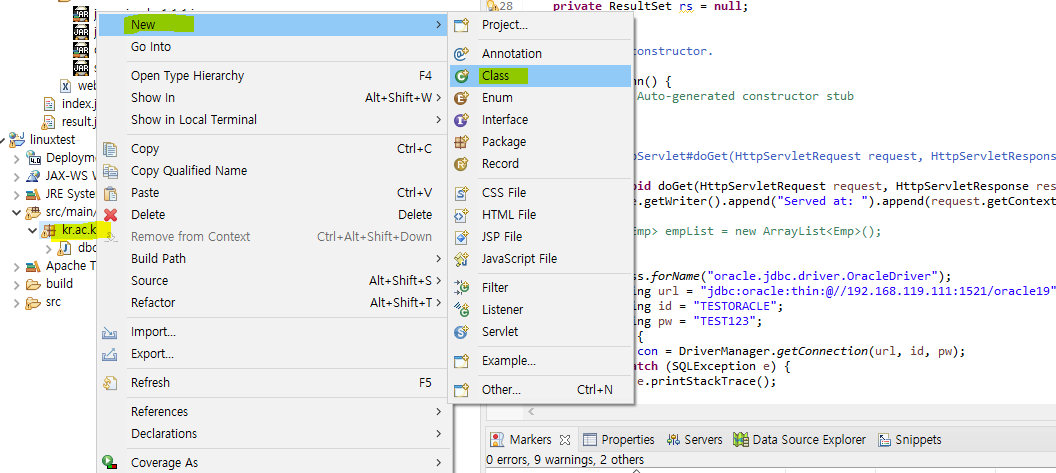 web
index.j
result.j
linuxtest
Deployme
JAX-WS W
JRE System
src/main/
kr.ac.k
dbc
Apache T
build
src
New
Go Into
Open Type Hierarchy F4
Show In Alt+Shift+W
Show in Local Terminal
Copy Ctrl+C
Copy Qualified Name
Paste Ctrl+V
Delete Delete
Remove from Context Ctrl+Alt+Shift+Down
Build Path
Source Alt+Shift+S
Refactor Alt+Shift+T
Import...
Export...
Refresh F5
References
Declarations
Coverage As
Project...
Annotation
Class
Enum
Interface
Package
Record
CSS File
HTML File
JSP File
JavaScript File
Filter
Listener
Servlet
Example...
Other... Ctrl+N
28 private ResultSet rs = null;
constructor.
n() {
Auto-generated constructor stub
pServlet#doGet(HttpServletRequest request, HttpServletRespons
id doGet(HttpServletRequest request, HttpServletResponse res
e.getWriter().append("Served at: ").append(request.getContext
Emp> empList = new ArrayList<Emp>();
ss.forName("oracle.jdbc.driver.OracleDriver");
ing url = "jdbc:oracle:thin:@//192.168.119.111:1521/oracle19"
ing id = "TESTORACLE";
ing pw = "TEST123";
{
con = DriverManager.getConnection(url, id, pw);
atch (SQLException e) {
e.printStackTrace();
Markers Properties Servers Data Source Explorer Snippets
0 errors, 9 warnings, 2 others